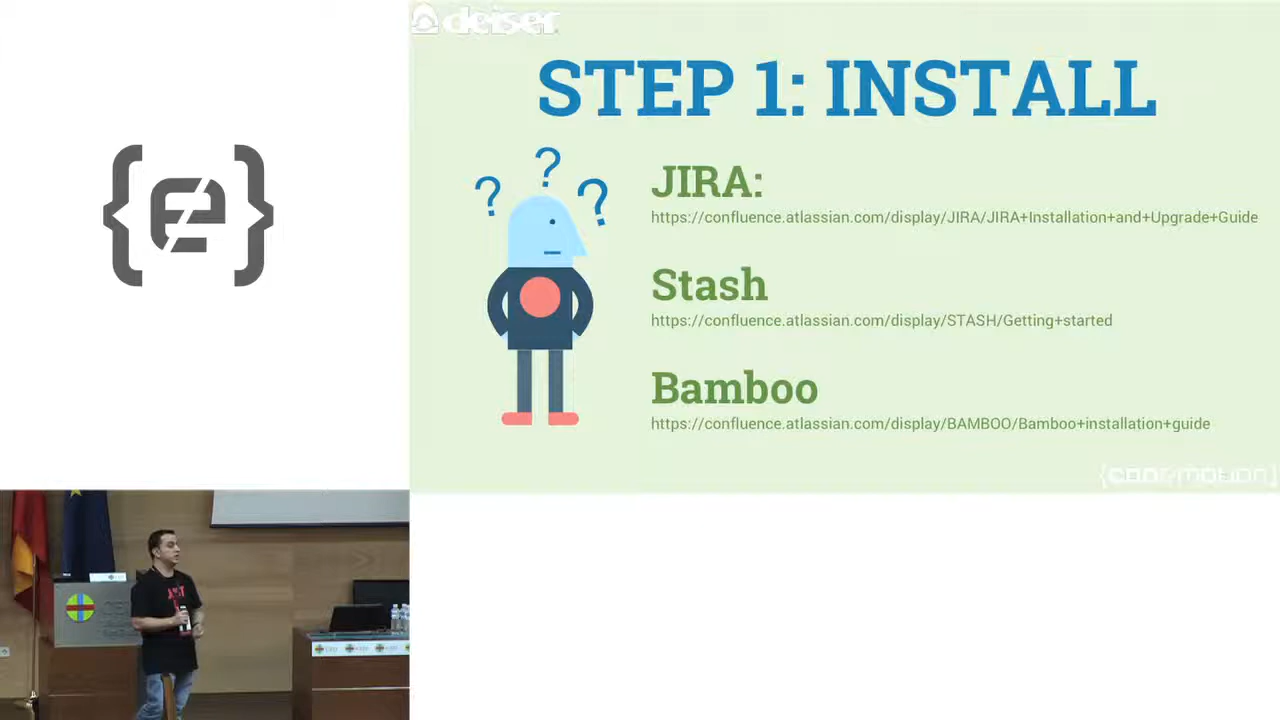 deiser
STEP 1: INSTALL
? ? ?
JIRA:
https://confluence.atlassian.com/display/JIRA/JIRA+Installation+and+Upgrade+Guide
Stash
https://confluence.atlassian.com/display/STASH/Getting+started
Bamboo
https://confluence.atlassian.com/display/BAMBOO/Bamboo+installation+guide
{codemotion}
CEU